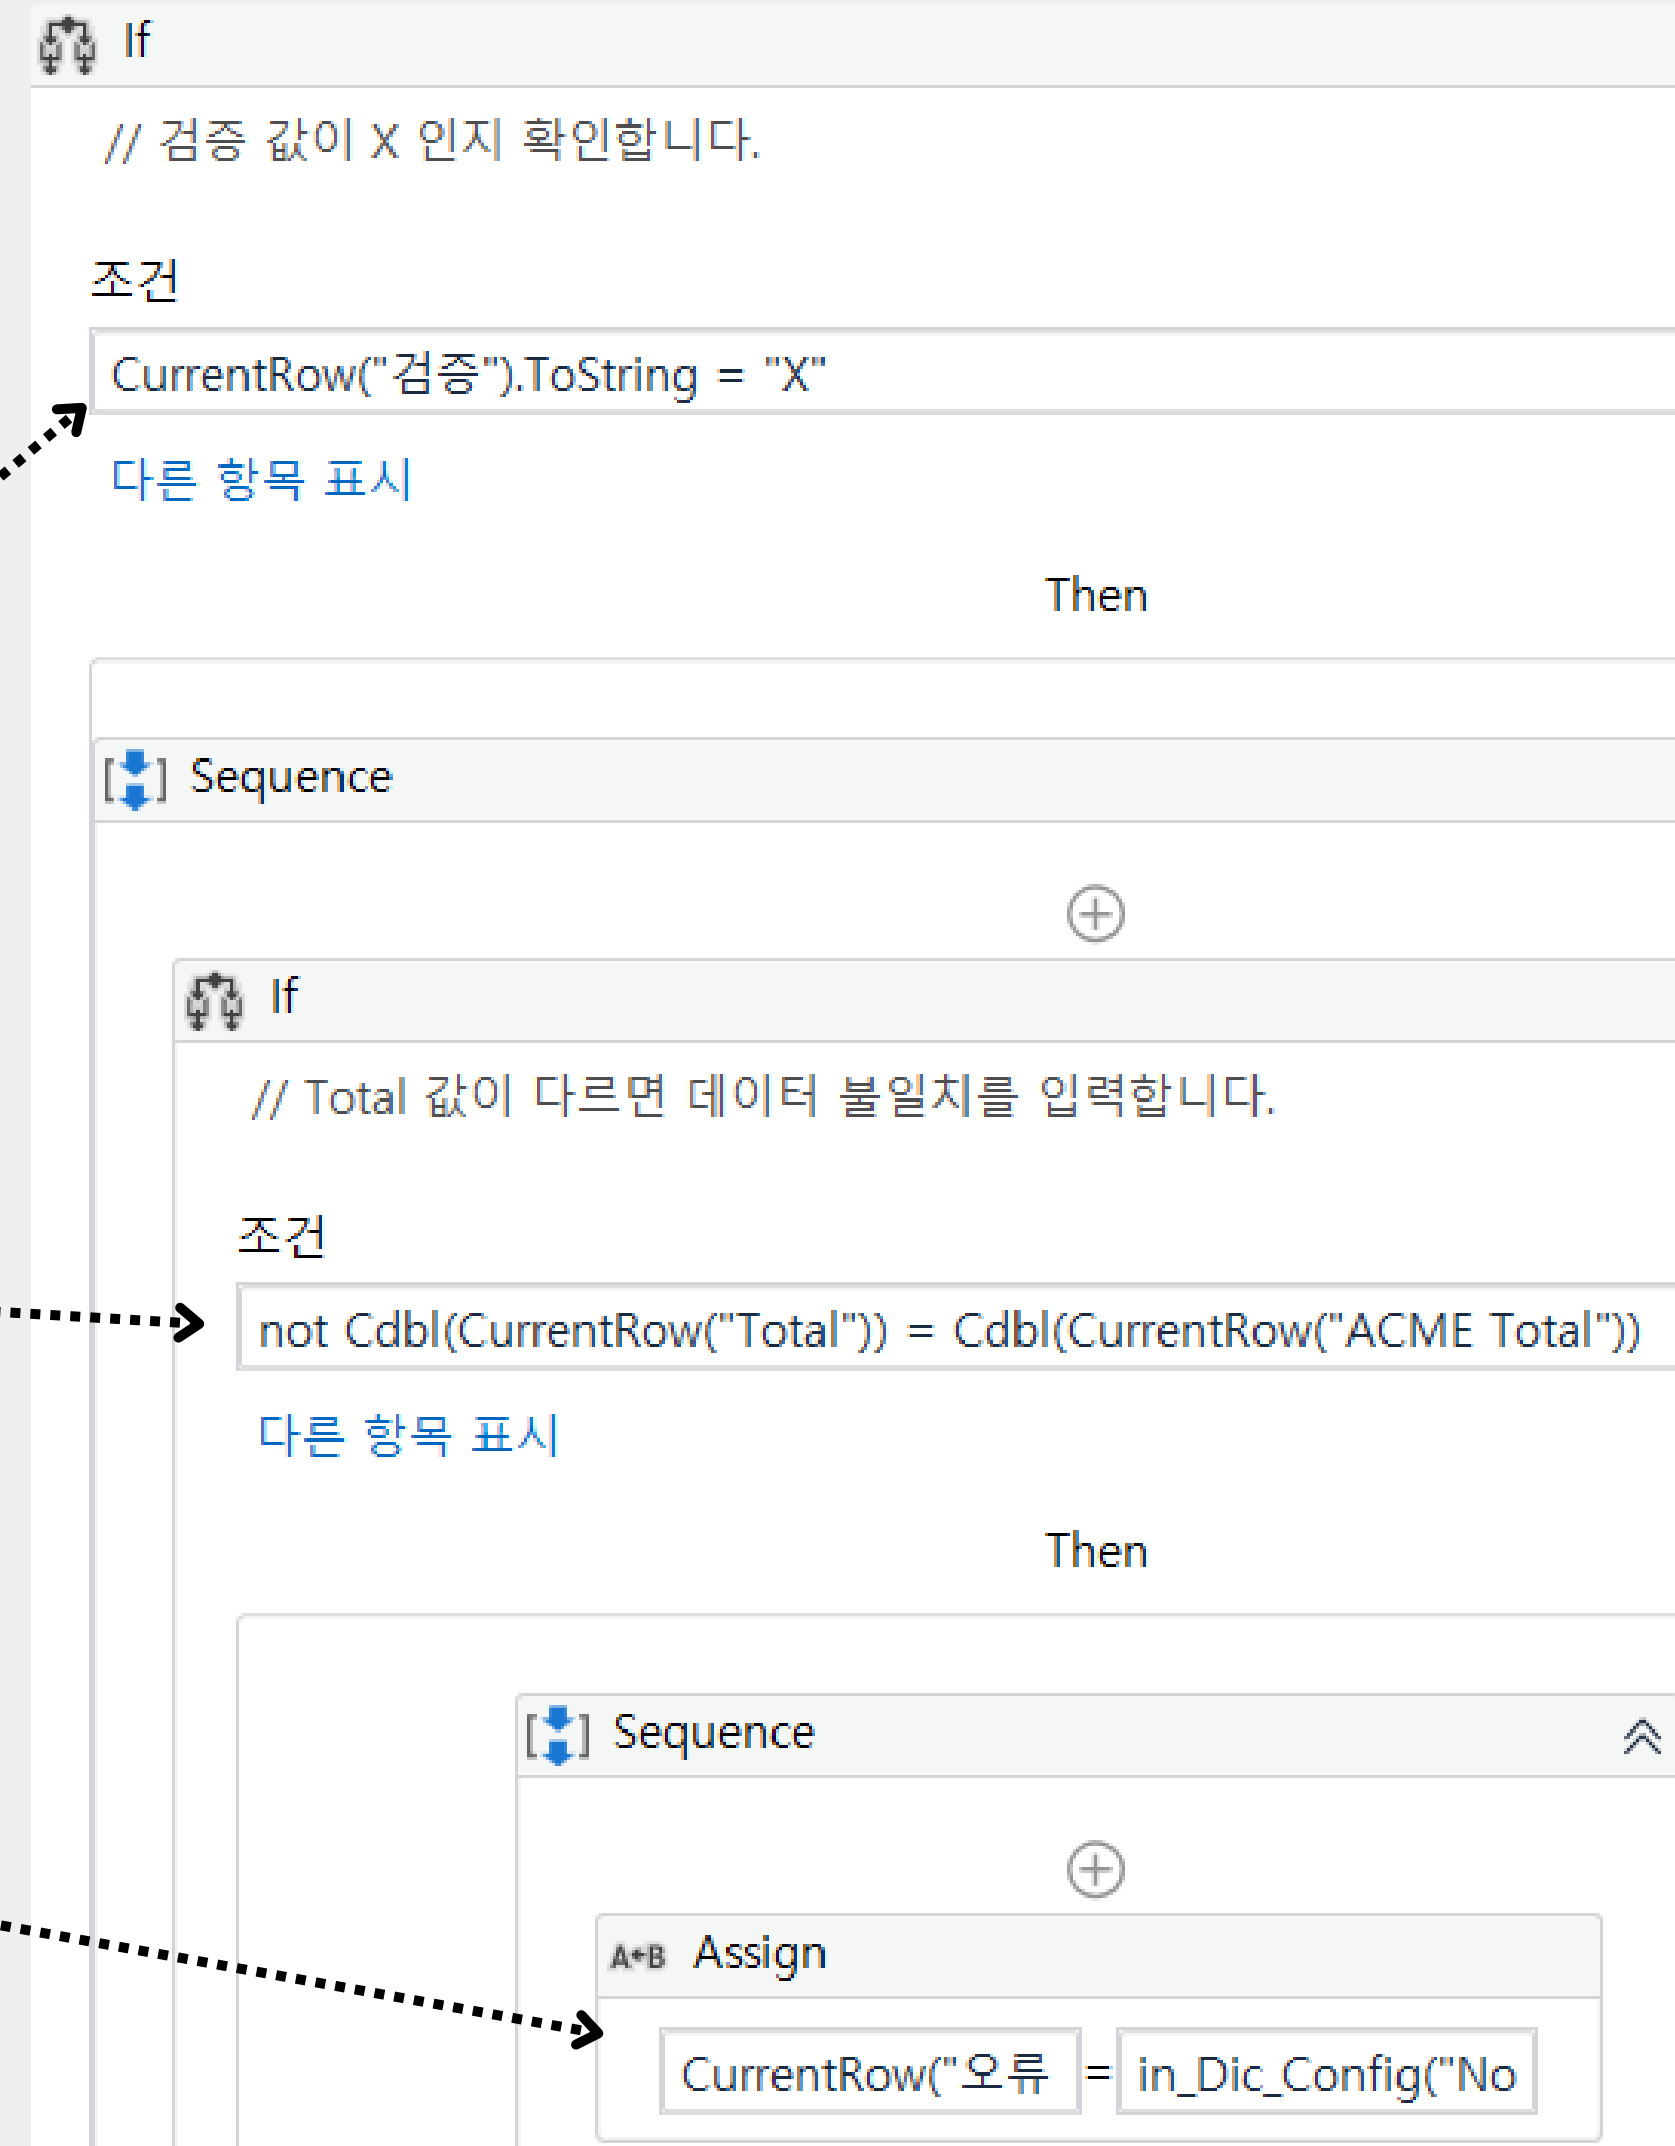 If
// 검증 값이 X 인지 확인합니다.
조건
CurrentRow("검증").ToString = "X"
다른 항목 표시
Then
Sequence
If
// Total 값이 다르면 데이터 불일치를 입력합니다.
조건
not Cdbl(CurrentRow("Total")) = Cdbl(CurrentRow("ACME Total"))
다른 항목 표시
Then
Sequence
A←B Assign
CurrentRow("오류 = in_Dic_Config("No